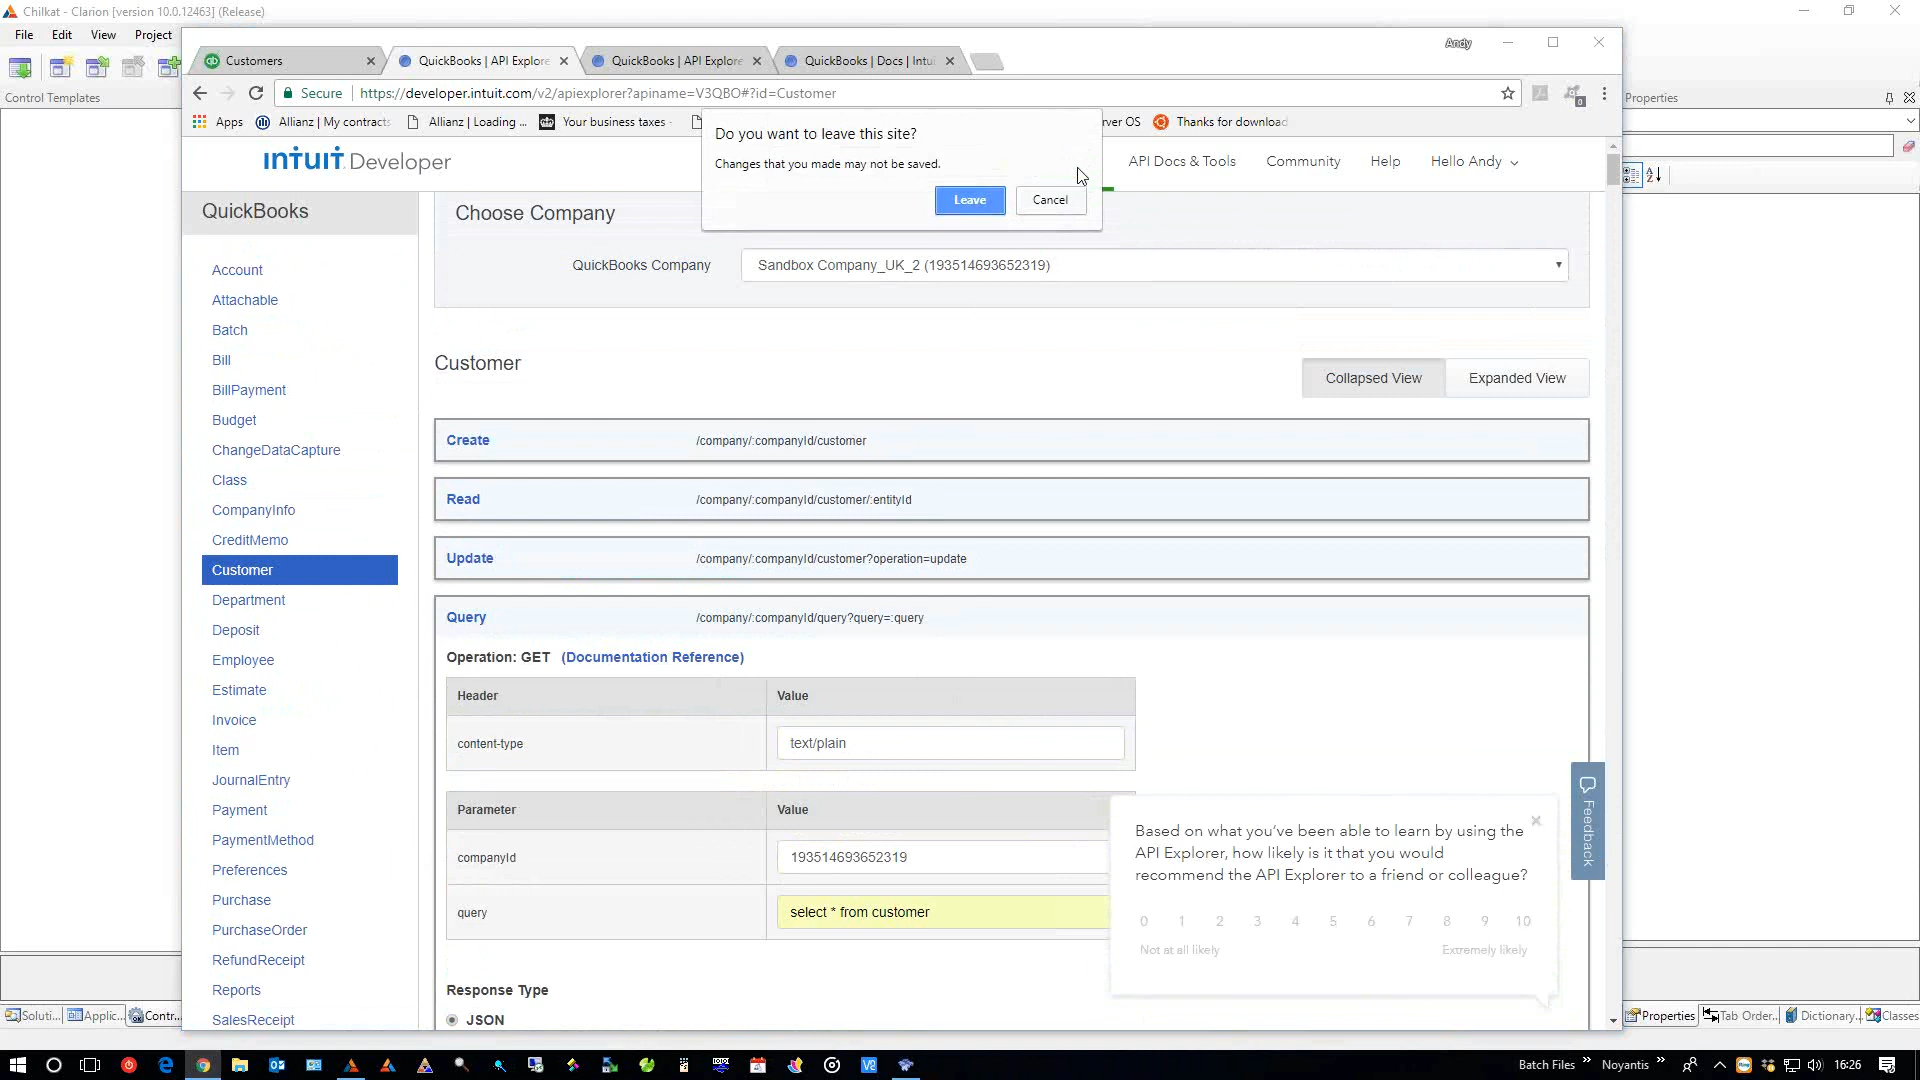 Chilkat - Clarion [version 10.0.12463] (Release)
File Edit View Project
Control Templates
Andy
Customers
QuickBooks | API Explore
QuickBooks | API Explore
QuickBooks | Docs | Intu
Secure https://developer.intuit.com/v2/apiexplorer?apiname=V3QBO#?id=Customer
0
Apps Allianz | My contracts Allianz | Loading ... Your business taxes - rver OS Thanks for download
Properties
Do you want to leave this site?
Changes that you made may not be saved.
Leave Cancel
intuit Developer
API Docs & Tools Community Help Hello Andy
QuickBooks
Account
Attachable
Batch
Bill
BillPayment
Budget
ChangeDataCapture
Class
CompanyInfo
CreditMemo
Customer
Department
Deposit
Employee
Estimate
Invoice
Item
JournalEntry
Payment
PaymentMethod
Preferences
Purchase
PurchaseOrder
RefundReceipt
Reports
SalesReceipt
Choose Company
QuickBooks Company Sandbox Company_UK_2 (193514693652319)
Customer
Collapsed View Expanded View
Create /company/:companyId/customer
Read /company/:companyId/customer/:entityId
Update /company/:companyId/customer?operation=update
Query /company/:companyId/query?query=:query
Operation: GET (Documentation Reference)
Header Value
content-type text/plain
Parameter Value
companyId 193514693652319
query select * from customer
Response Type
JSON
Based on what you've been able to learn by using the
API Explorer, how likely is it that you would
recommend the API Explorer to a friend or colleague?
0 1 2 3 4 5 6 7 8 9 10
Not at all likely Extremely likely
Feedback
Soluti... Applic... Contr...
Properties Tab Order... Dictionary... Classes
Batch Files Noyantis 16:26